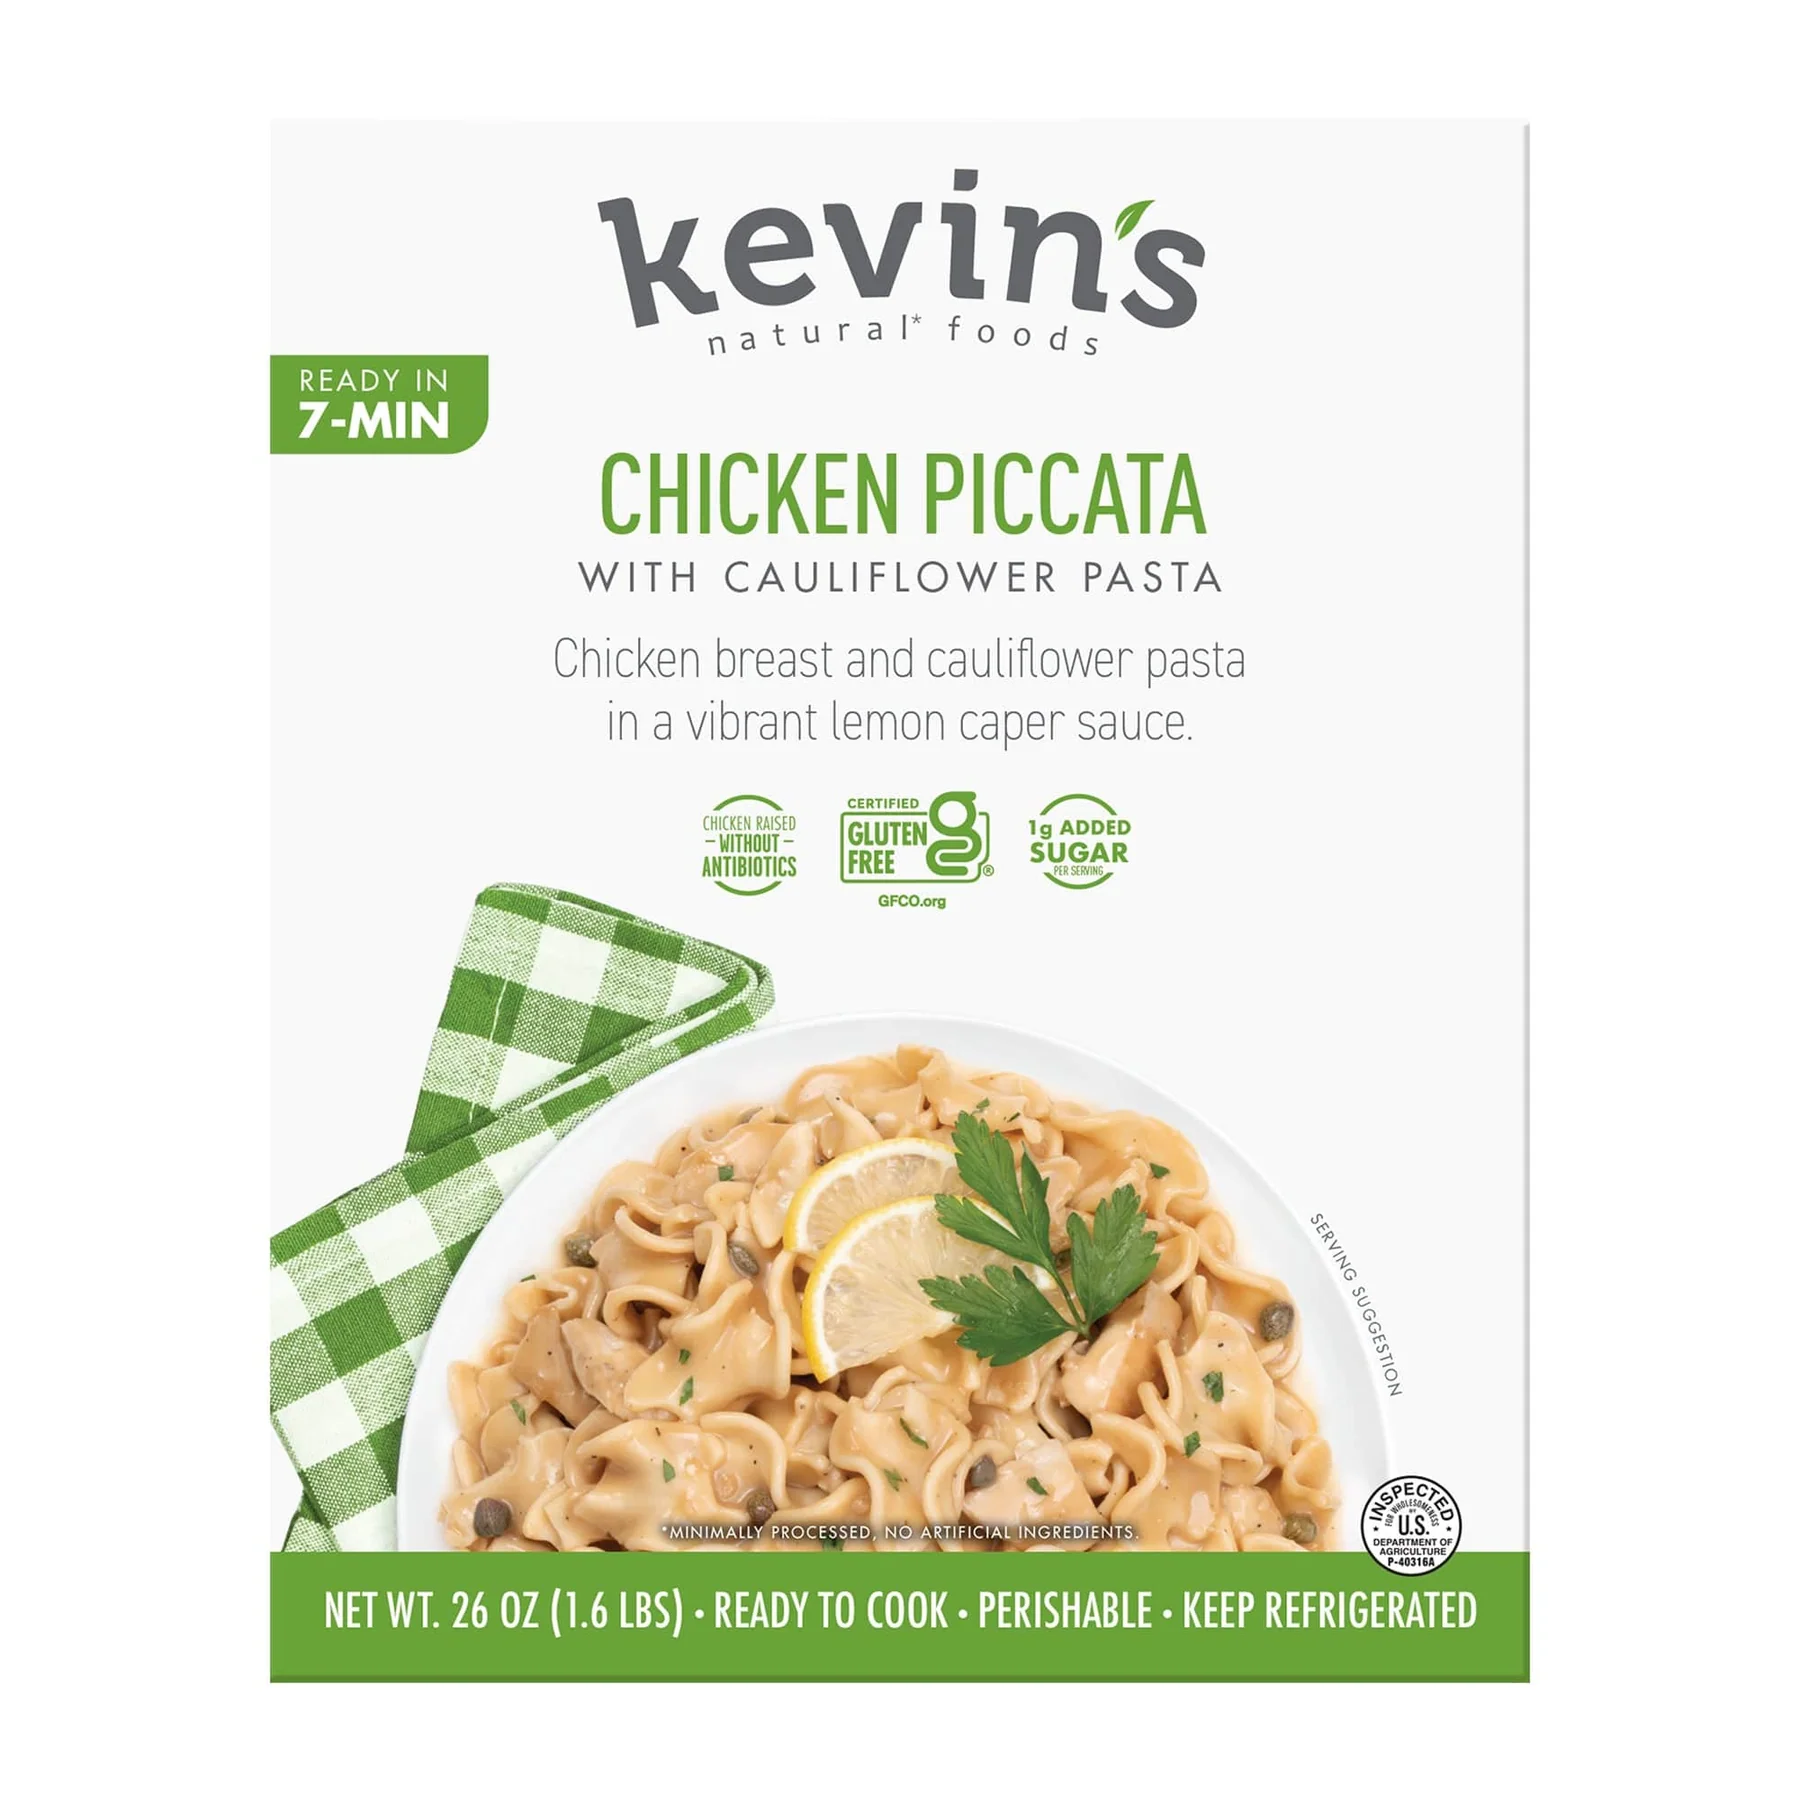 kevin's
natural* foods
READY IN
7-MIN
CHICKEN PICCATA
WITH CAULIFLOWER PASTA
Chicken breast and cauliflower pasta
in a vibrant lemon caper sauce.
CHICKEN RAISED
WITHOUT
ANTIBIOTICS
CERTIFIED
GLUTEN
FREE
g
®
GFCO.org
1g ADDED
SUGAR
PER SERVING
SERVING SUGGESTION
*MINIMALLY PROCESSED, NO ARTIFICIAL INGREDIENTS.
INSPECTED
FOR WHOLESOMENESS
BY
U.S.
DEPARTMENT OF
AGRICULTURE
P-40316A
NET WT. 26 OZ (1.6 LBS) • READY TO COOK • PERISHABLE • KEEP REFRIGERATED